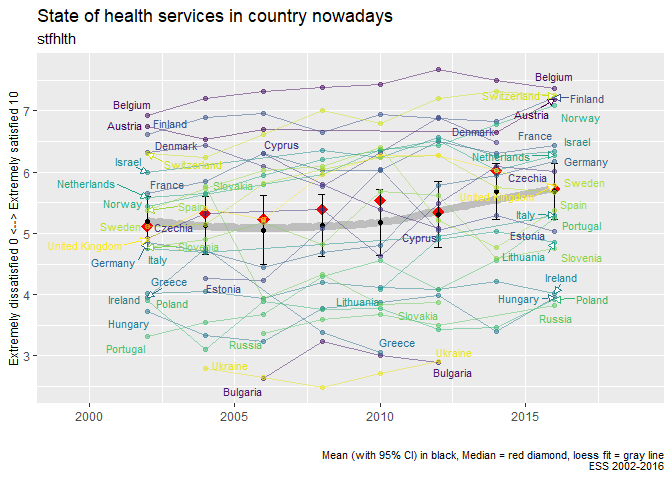 State of health services in country nowadays
stfhlth
Extremely dissatisfied 0 <--> Extremely satisfied 10
7
6
5
4
3
Belgium
Austria
Finland
Denmark
Israel
Switzerland
Netherlands
France
Slovakia
Norway
Spain
Sweden
Czechia
United Kingdom
Slovenia
Italy
Germany
Greece
Estonia
Ireland
Poland
Hungary
Portugal
Russia
Ukraine
Bulgaria
Cyprus
Cyprus
Lithuania
Slovakia
Greece
Ukraine
Bulgaria
Belgium
Switzerland
Finland
Austria
Norway
Denmark
France
Israel
Netherlands
Germany
Czechia
Sweden
United Kingdom
Spain
Italy
Portugal
Estonia
Lithuania
Slovenia
Ireland
Hungary
Poland
Russia
2000
2005
2010
2015
Mean (with 95% CI) in black, Median = red diamond, loess fit = gray line
ESS 2002-2016